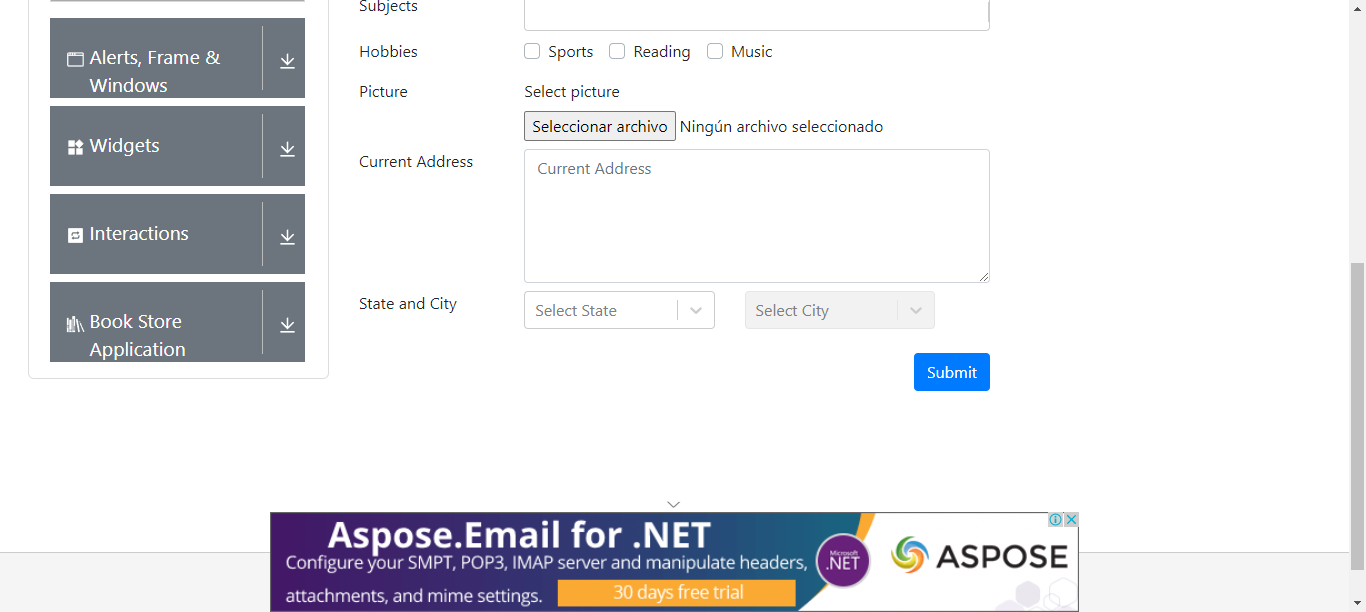 Alerts, Frame &
Windows
Widgets
Interactions
Book Store
Application
Subjects
Hobbies
Sports
Reading
Music
Picture
Select picture
Seleccionar archivo
Ningún archivo seleccionado
Current Address
Current Address
State and City
Select State
Select City
Submit
Aspose.Email for .NET
Configure your SMPT, POP3, IMAP server and manipulate headers,
attachments, and mime settings.
30 days free trial
Microsoft
.NET
ASPOSE